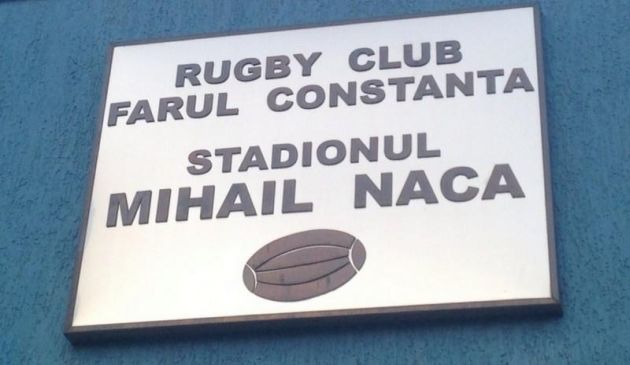 RUGBY CLUB
FARUL CONSTANTA
STADIONUL
MIHAIL NACA